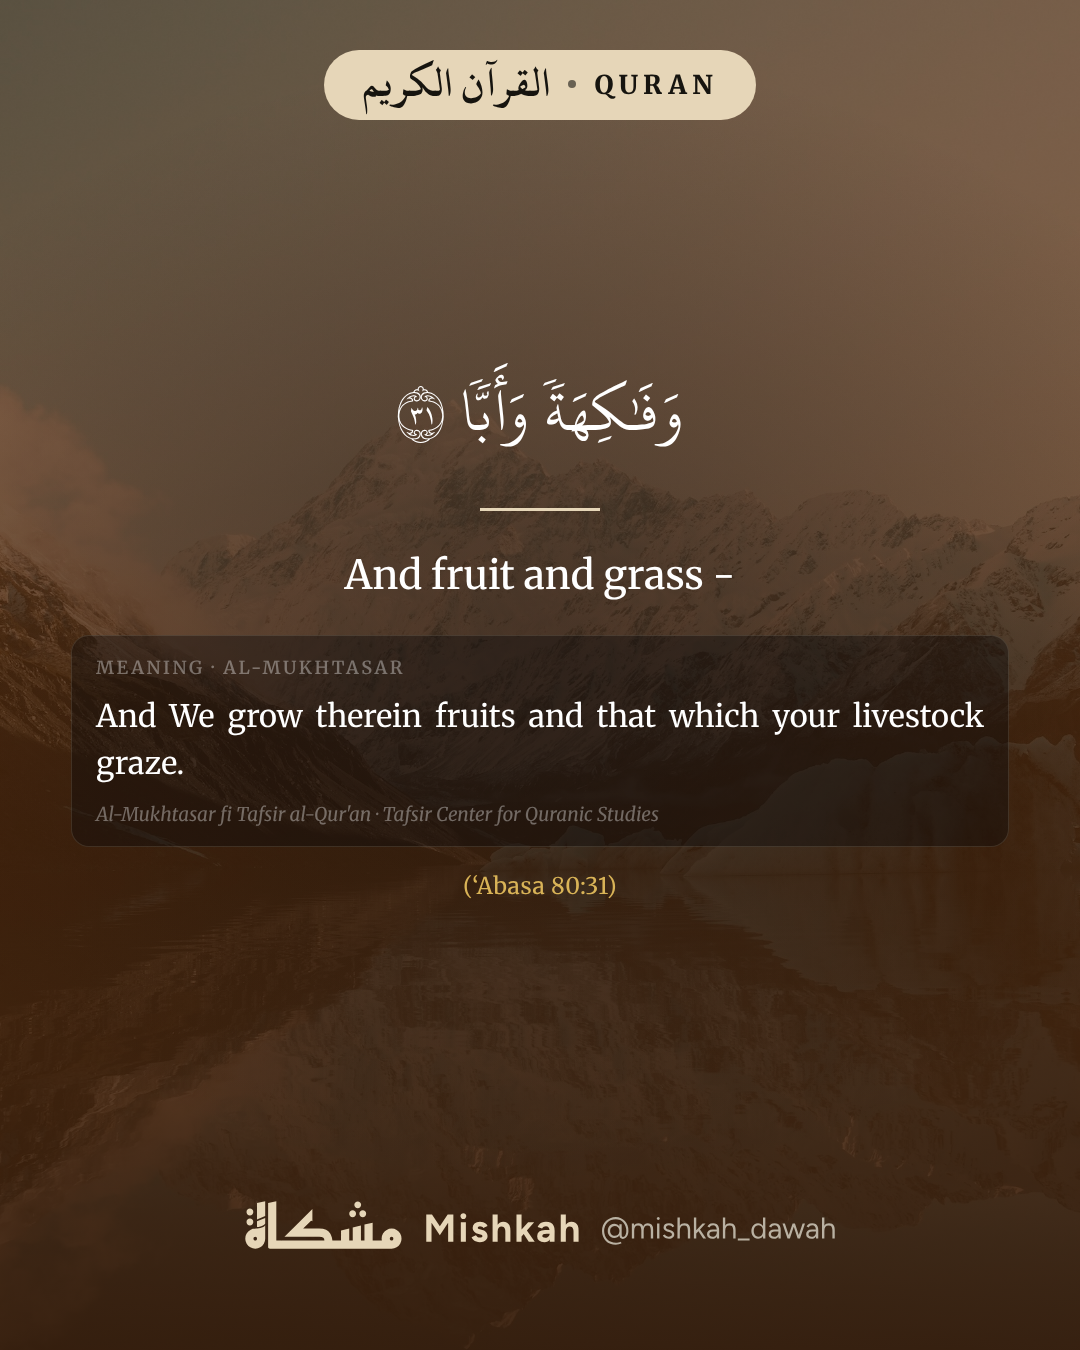 القرآن الكريم • QURAN
وَفَـٰكِهَةٗ وَأَبّٗا ٣١
And fruit and grass -
MEANING · AL-MUKHTASAR
And We grow therein fruits and that which your livestock
graze.
Al-Mukhtasar fi Tafsir al-Qur'an · Tafsir Center for Quranic Studies
(‘Abasa 80:31)
مشكاة Mishkah @mishkah_dawah